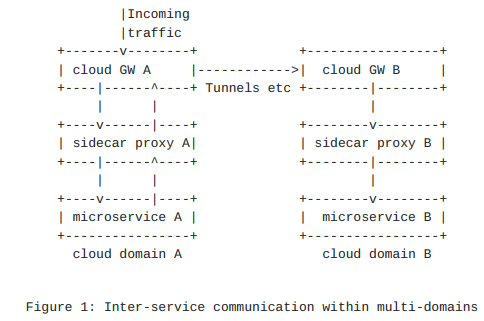 Incoming
traffic
cloud GW A cloud GW B
Tunnels etc
sidecar proxy A sidecar proxy B
microservice A microservice B
cloud domain A cloud domain B
Figure 1: Inter-service communication within multi-domains